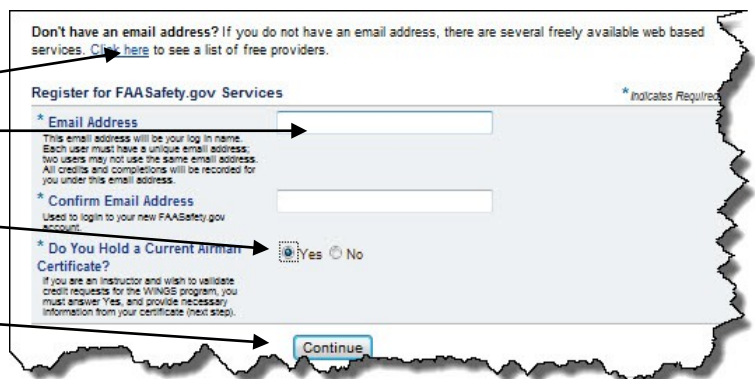 Don't have an email address? If you do not have an email address, there are several freely available web based
services. Click here to see a list of free providers.
Register for FAASafety.gov Services
* Indicates Required
* Email Address
This email address will be your log in name.
Each user must have a unique email address;
two users may not use the same email address.
All credits and completions will be recorded for
you under this email address.
* Confirm Email Address
Used to login to your new FAASafety.gov
account.
* Do You Hold a Current Airman
Certificate?
Yes No
If you are an instructor and wish to validate
credit requests for the WINGS program, you
must answer Yes, and provide necessary
information from your certificate (next step).
Continue